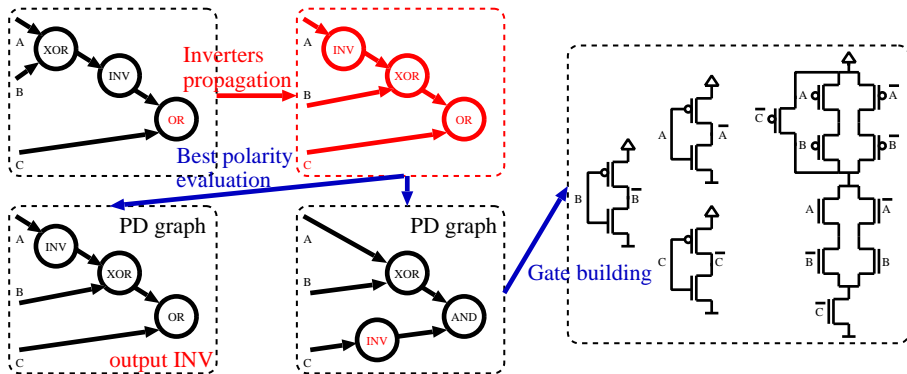 A
XOR
B
INV
OR
C
Inverters
propagation
A
INV
B
XOR
OR
C
Best polarity
evaluation
PD graph
A
INV
B
XOR
OR
C
output INV
PD graph
A
B
XOR
AND
INV
C
Gate building
B
B̅
A
A̅
C
C̅
C̅
A
A̅
B
B̅
A
A̅
B̅
B
C̅